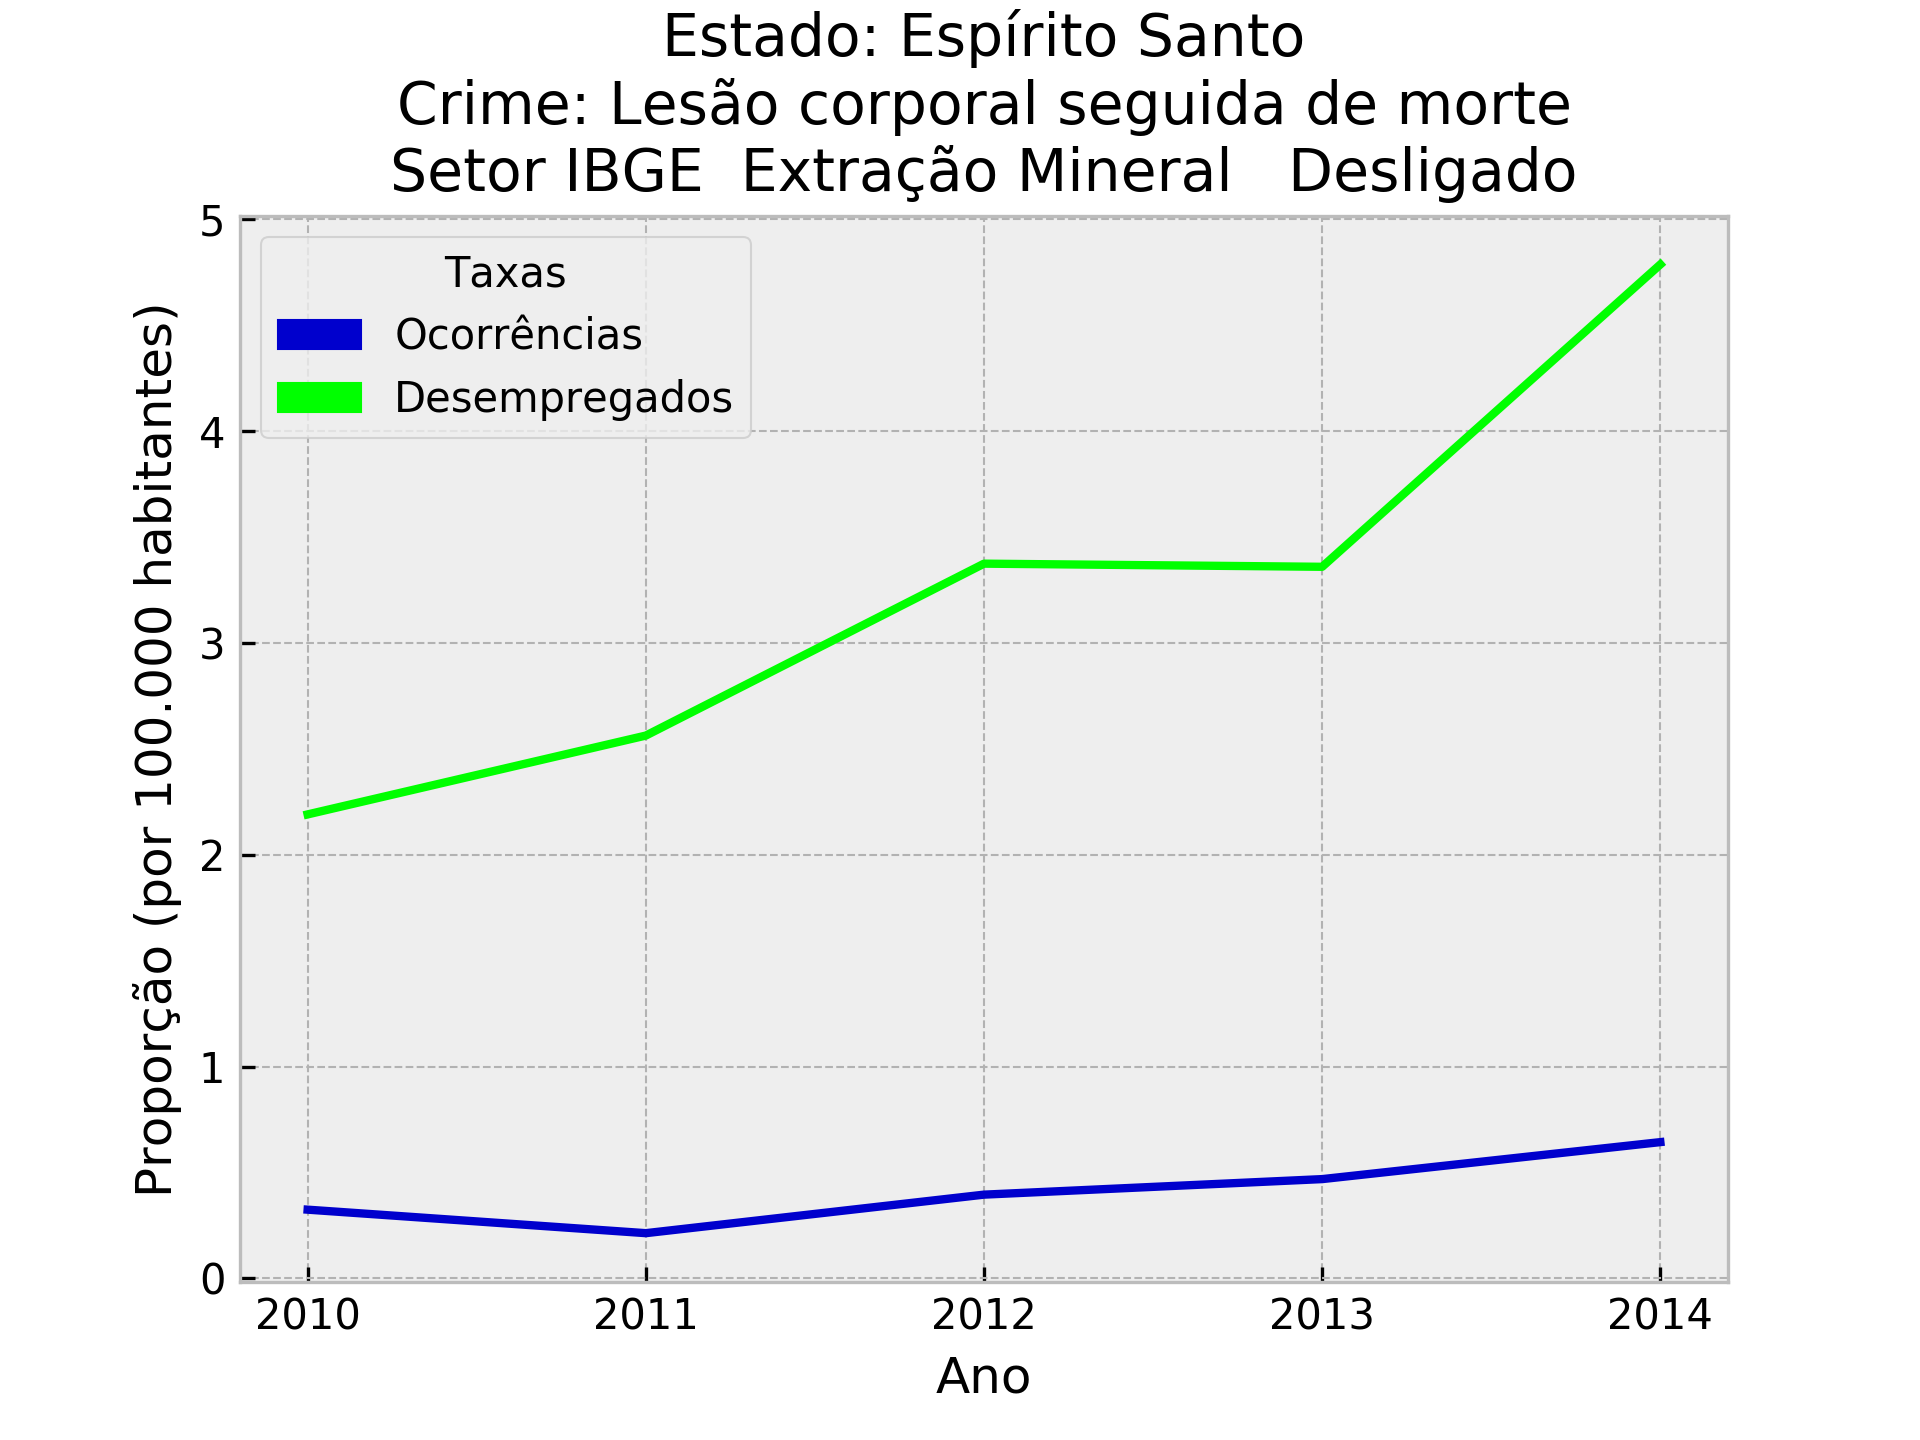 Estado: Espírito Santo
Crime: Lesão corporal seguida de morte
Setor IBGE  Extração Mineral   Desligado
Proporção (por 100.000 habitantes)
5
4
3
2
1
0
Taxas
Ocorrências
Desempregados
2010 2011 2012 2013 2014
Ano